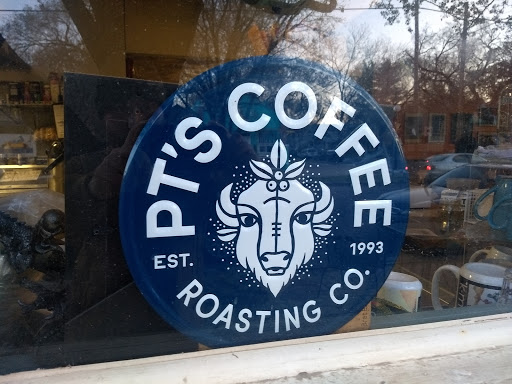 PT'S COFFEE
EST. 1993
ROASTING CO.